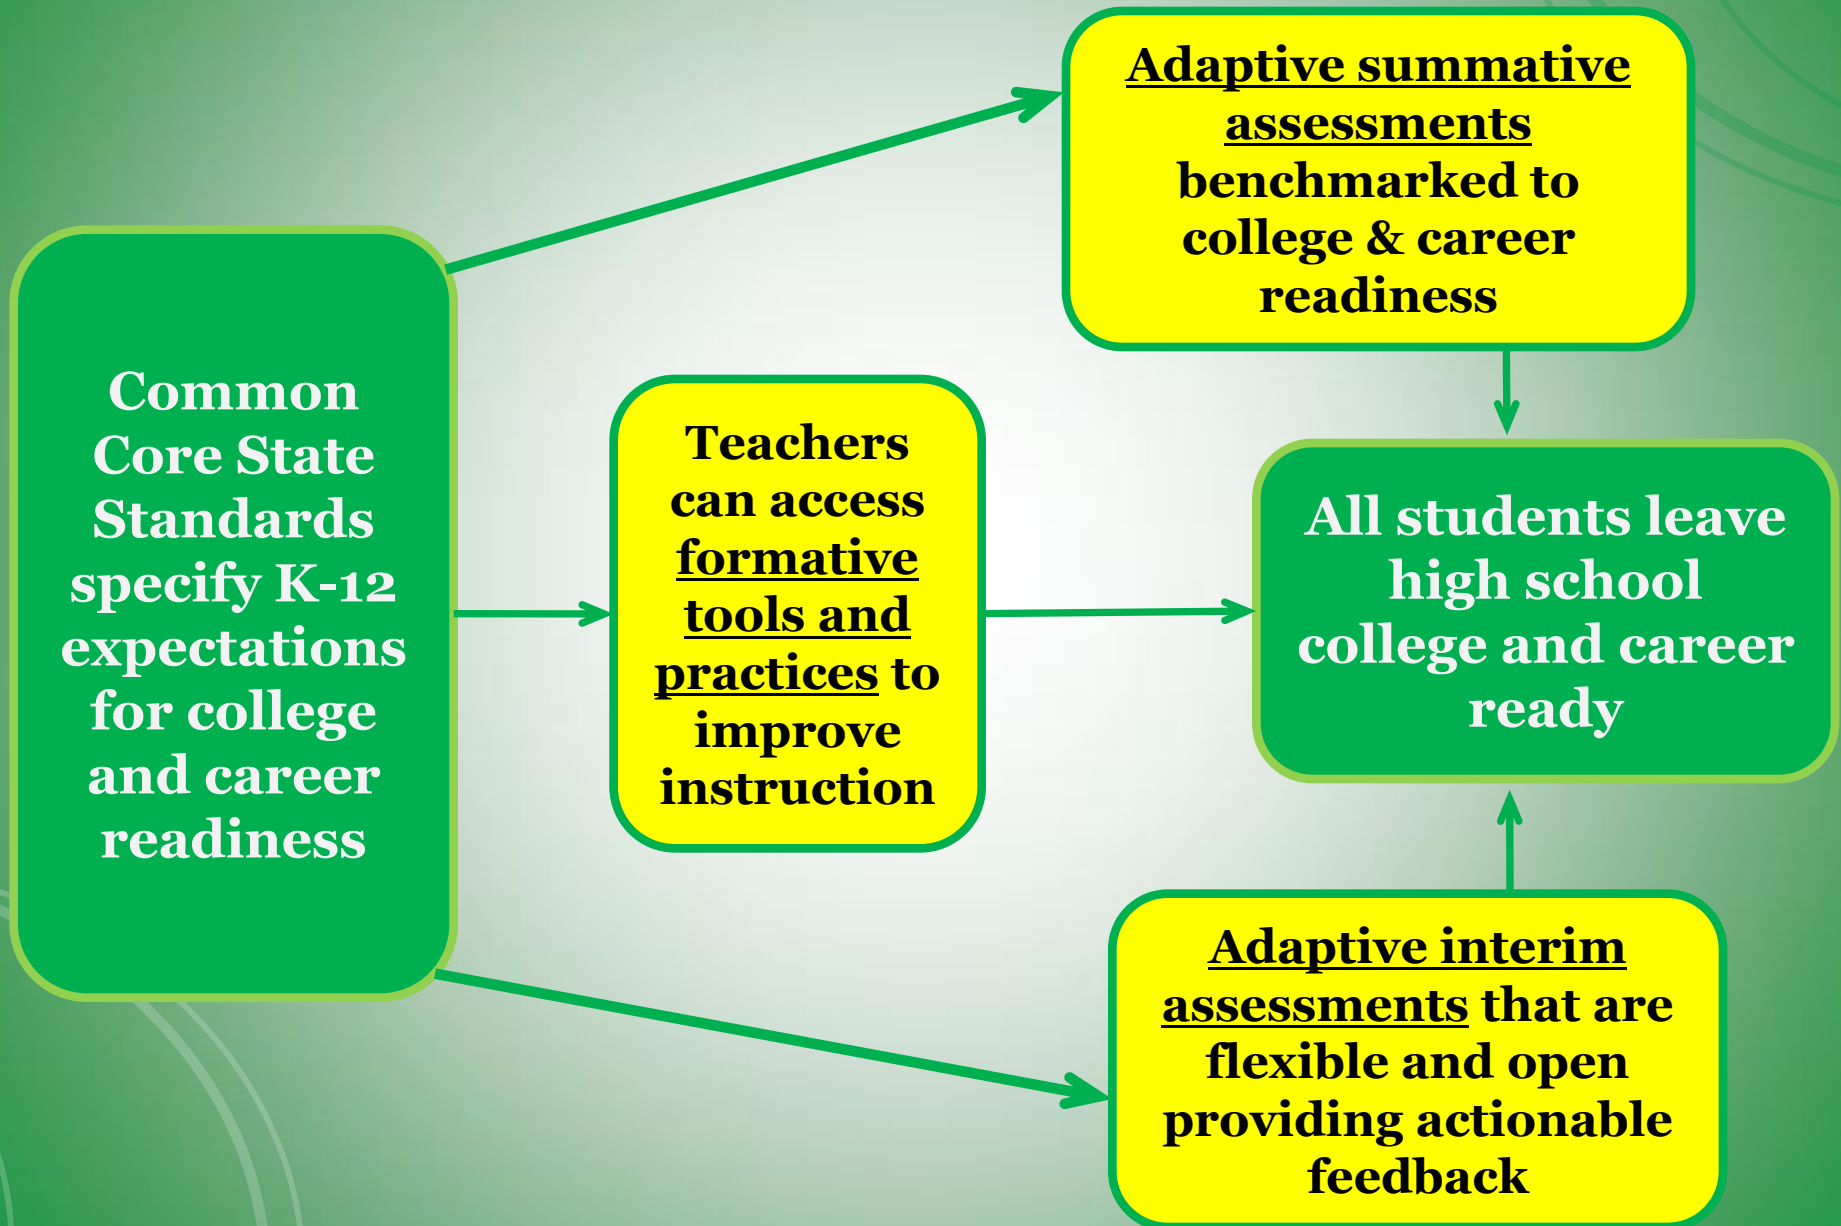 Common
Core State
Standards
specify K-12
expectations
for college
and career
readiness
Teachers
can access
formative
tools and
practices to
improve
instruction
Adaptive summative
assessments
benchmarked to
college & career
readiness
All students leave
high school
college and career
ready
Adaptive interim
assessments that are
flexible and open
providing actionable
feedback